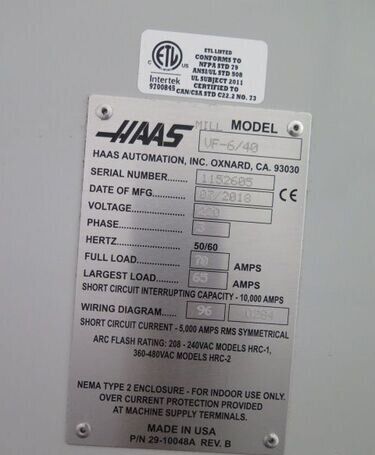 ETL LISTED
CONFORMS TO
NFPA STD 79
ANSI/UL STD 508
UL SUBJECT 2011
CERTIFIED TO
CAN/CSA STD C22.2 NO. 73
ETL
C US
Intertek
9700845
HAAS MILL MODEL VF-6/40
HAAS AUTOMATION, INC. OXNARD, CA. 93030
SERIAL NUMBER 1152605
DATE OF MFG. 07/2018 CE
VOLTAGE 220
PHASE 3
HERTZ 50/60
FULL LOAD 70 AMPS
LARGEST LOAD 65 AMPS
SHORT CIRCUIT INTERRUPTING CAPACITY - 10,000 AMPS
WIRING DIAGRAM 96 0284
SHORT CIRCUIT CURRENT - 5,000 AMPS RMS SYMMETRICAL
ARC FLASH RATING: 208 - 240VAC MODELS HRC-1,
360-480VAC MODELS HRC-2
NEMA TYPE 2 ENCLOSURE - FOR INDOOR USE ONLY.
OVER CURRENT PROTECTION PROVIDED
AT MACHINE SUPPLY TERMINALS.
MADE IN USA
P/N 29-10048A REV. B